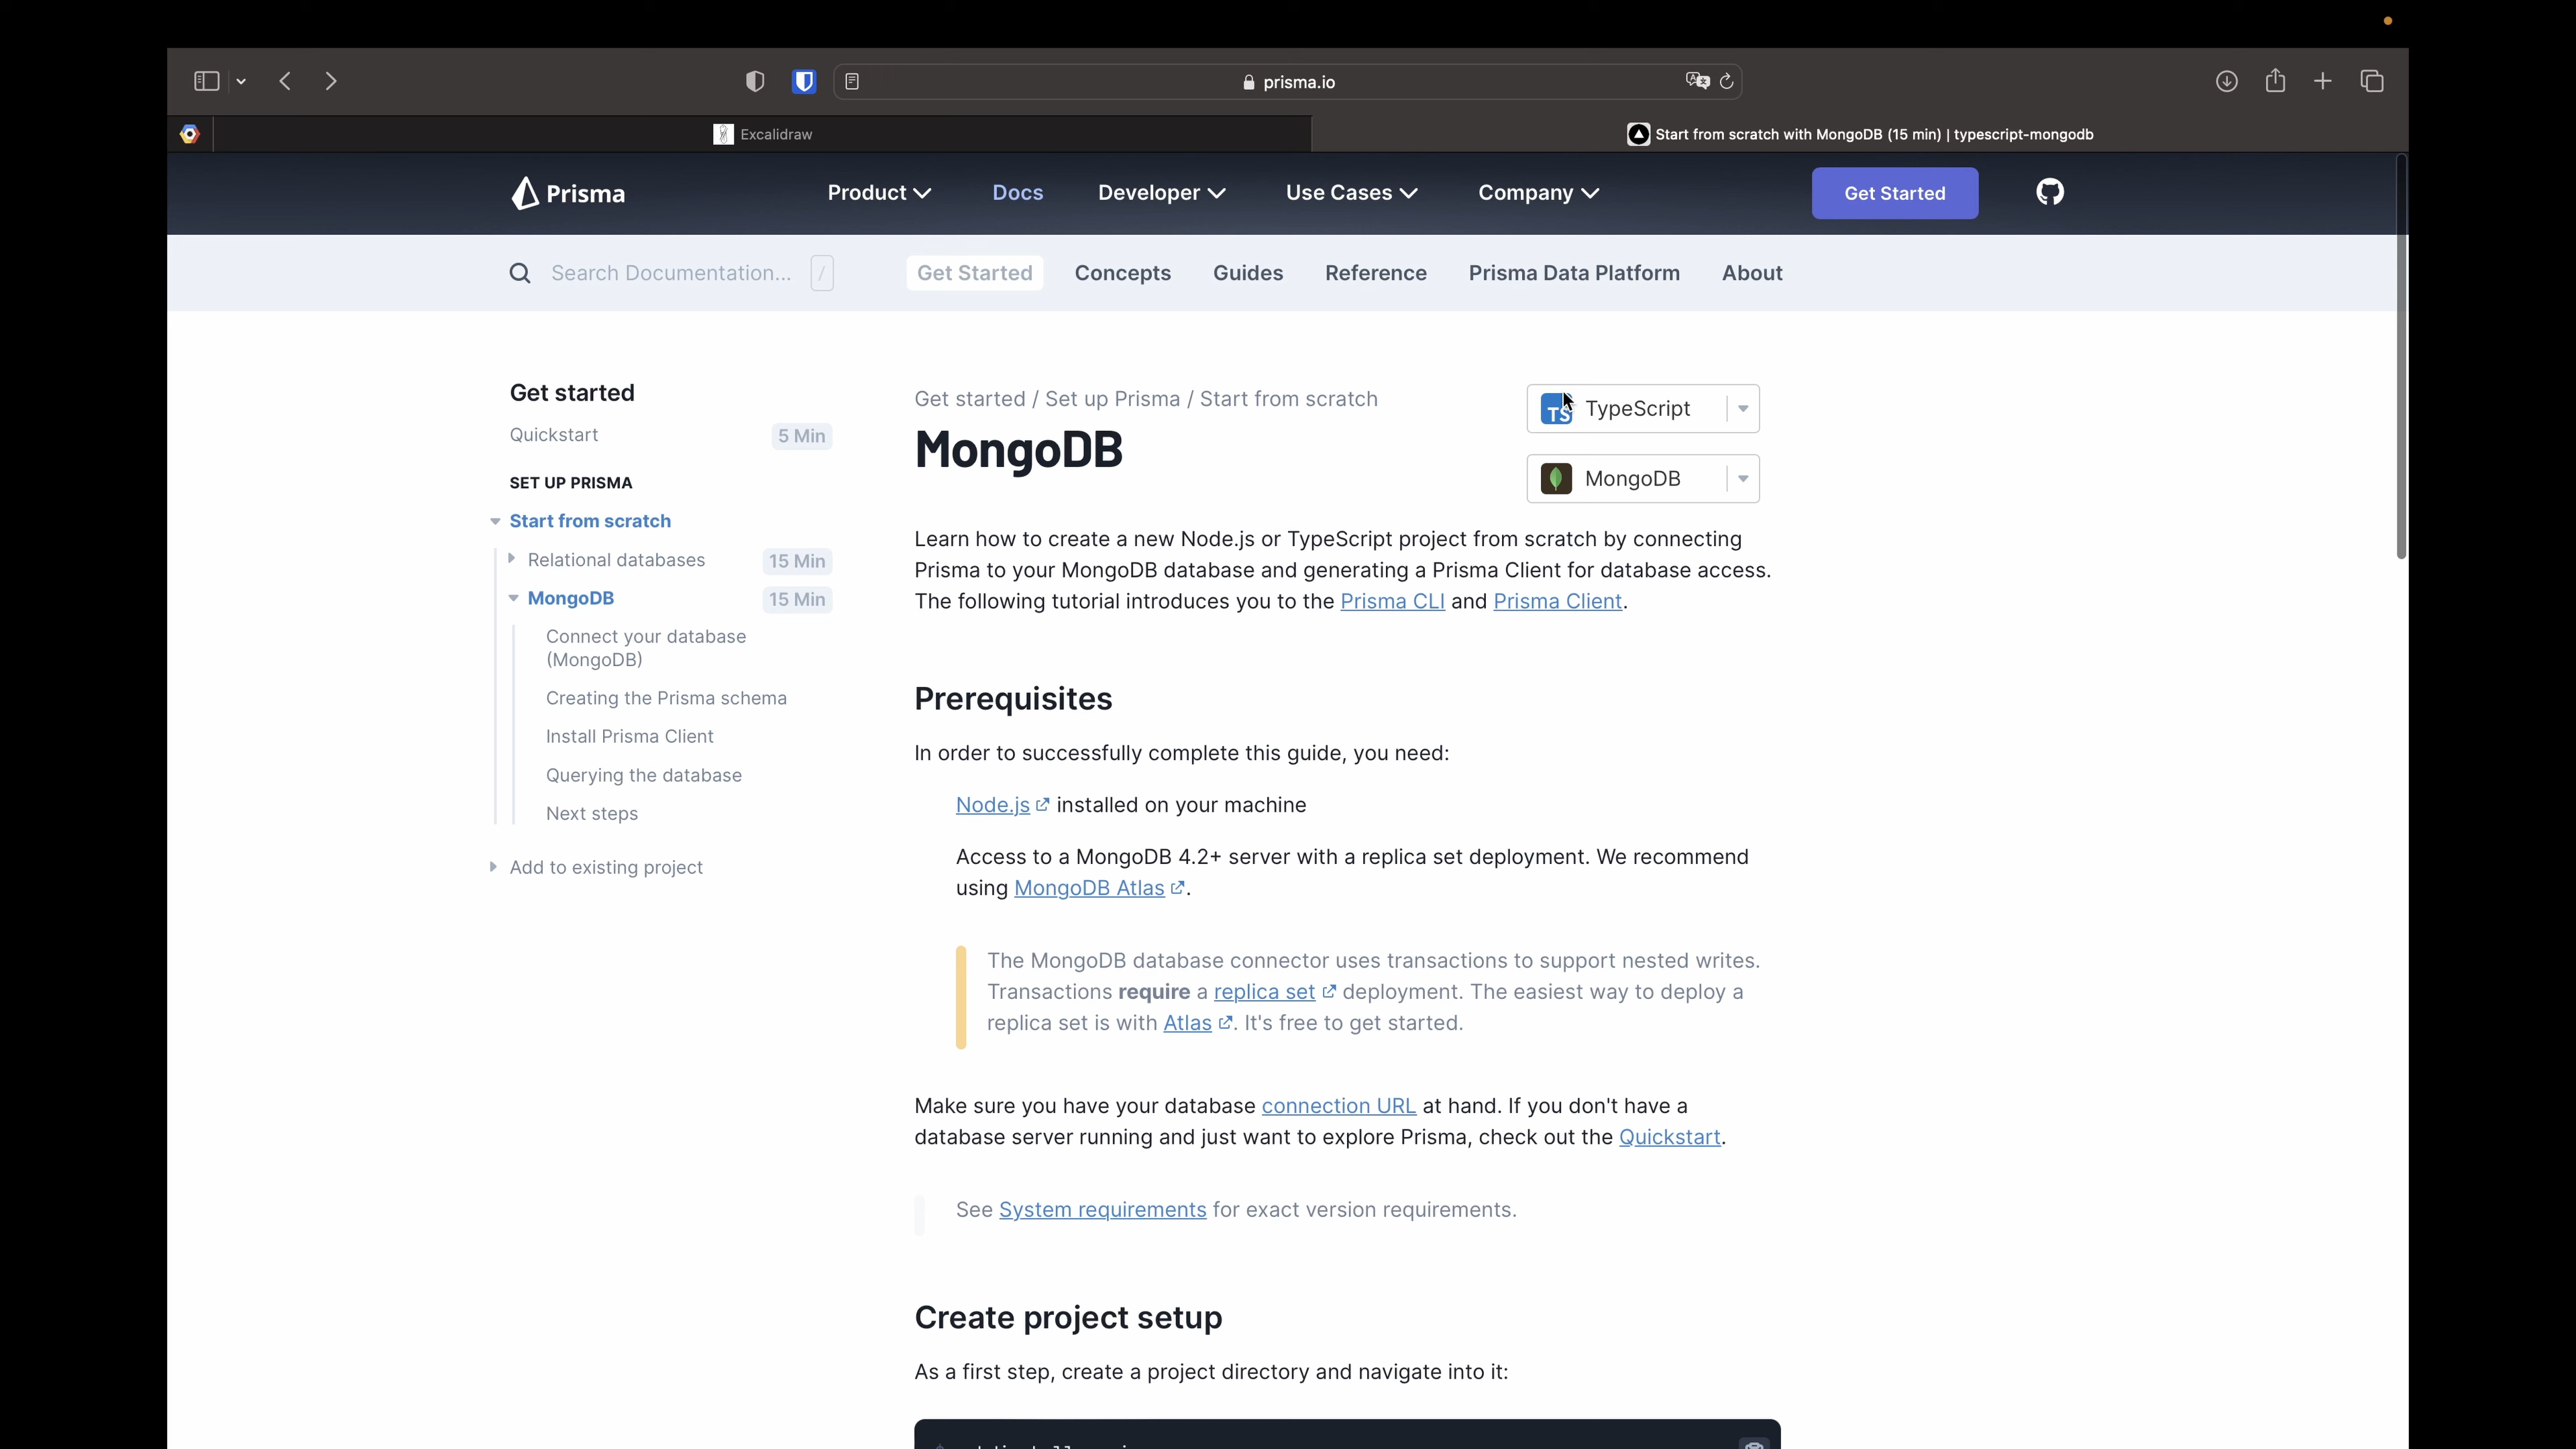 prisma.io
Excalidraw
Start from scratch with MongoDB (15 min) | typescript-mongodb
Prisma
Product
Docs
Developer
Use Cases
Company
Get Started
Search Documentation... /
Get Started
Concepts
Guides
Reference
Prisma Data Platform
About
Get started
Quickstart 5 Min
SET UP PRISMA
Start from scratch
Relational databases 15 Min
MongoDB 15 Min
Connect your database
(MongoDB)
Creating the Prisma schema
Install Prisma Client
Querying the database
Next steps
Add to existing project
Get started / Set up Prisma / Start from scratch
MongoDB
TS TypeScript
MongoDB
Learn how to create a new Node.js or TypeScript project from scratch by connecting
Prisma to your MongoDB database and generating a Prisma Client for database access.
The following tutorial introduces you to the Prisma CLI and Prisma Client.
Prerequisites
In order to successfully complete this guide, you need:
Node.js installed on your machine
Access to a MongoDB 4.2+ server with a replica set deployment. We recommend
using MongoDB Atlas.
The MongoDB database connector uses transactions to support nested writes.
Transactions require a replica set deployment. The easiest way to deploy a
replica set is with Atlas. It's free to get started.
Make sure you have your database connection URL at hand. If you don't have a
database server running and just want to explore Prisma, check out the Quickstart.
See System requirements for exact version requirements.
Create project setup
As a first step, create a project directory and navigate into it: